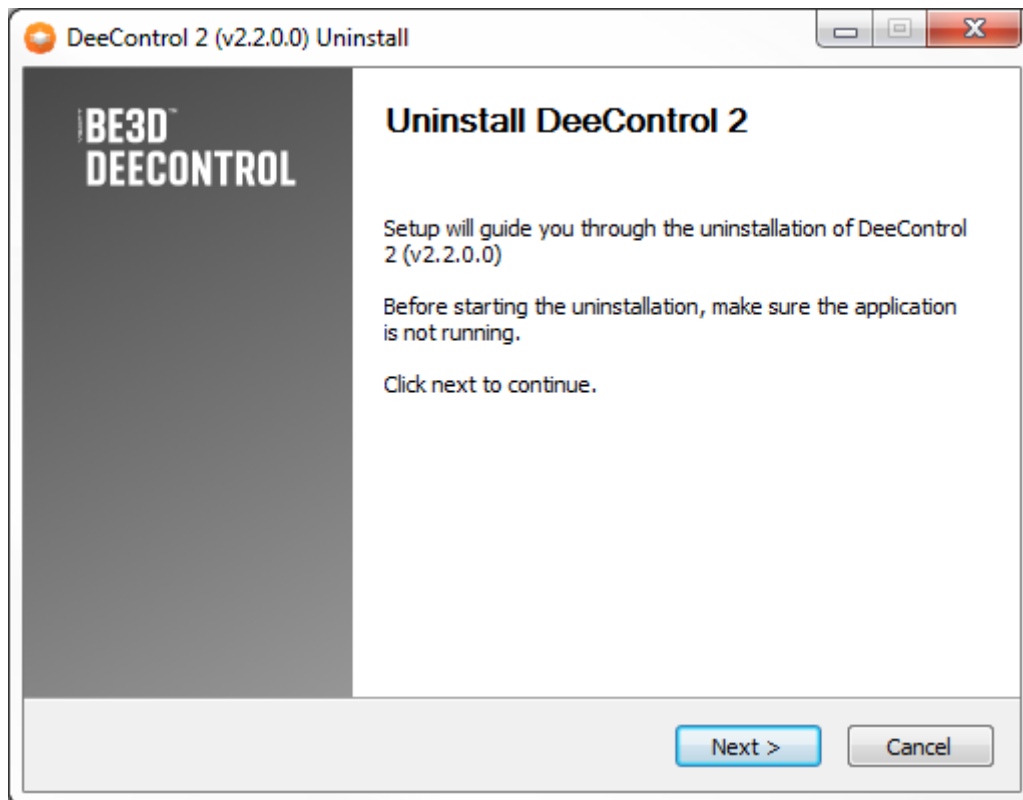 DeeControl 2 (v2.2.0.0) Uninstall
BE3D™
DEECONTROL
Uninstall DeeControl 2
Setup will guide you through the uninstallation of DeeControl
2 (v2.2.0.0)
Before starting the uninstallation, make sure the application
is not running.
Click next to continue.
Next >
Cancel